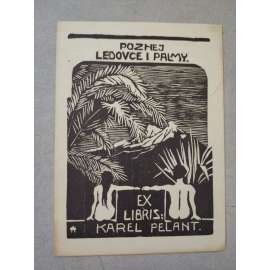 POZNEJ
LEDOVCE I PALMY.
EX
LIBRIS:
KAREL PELANT.